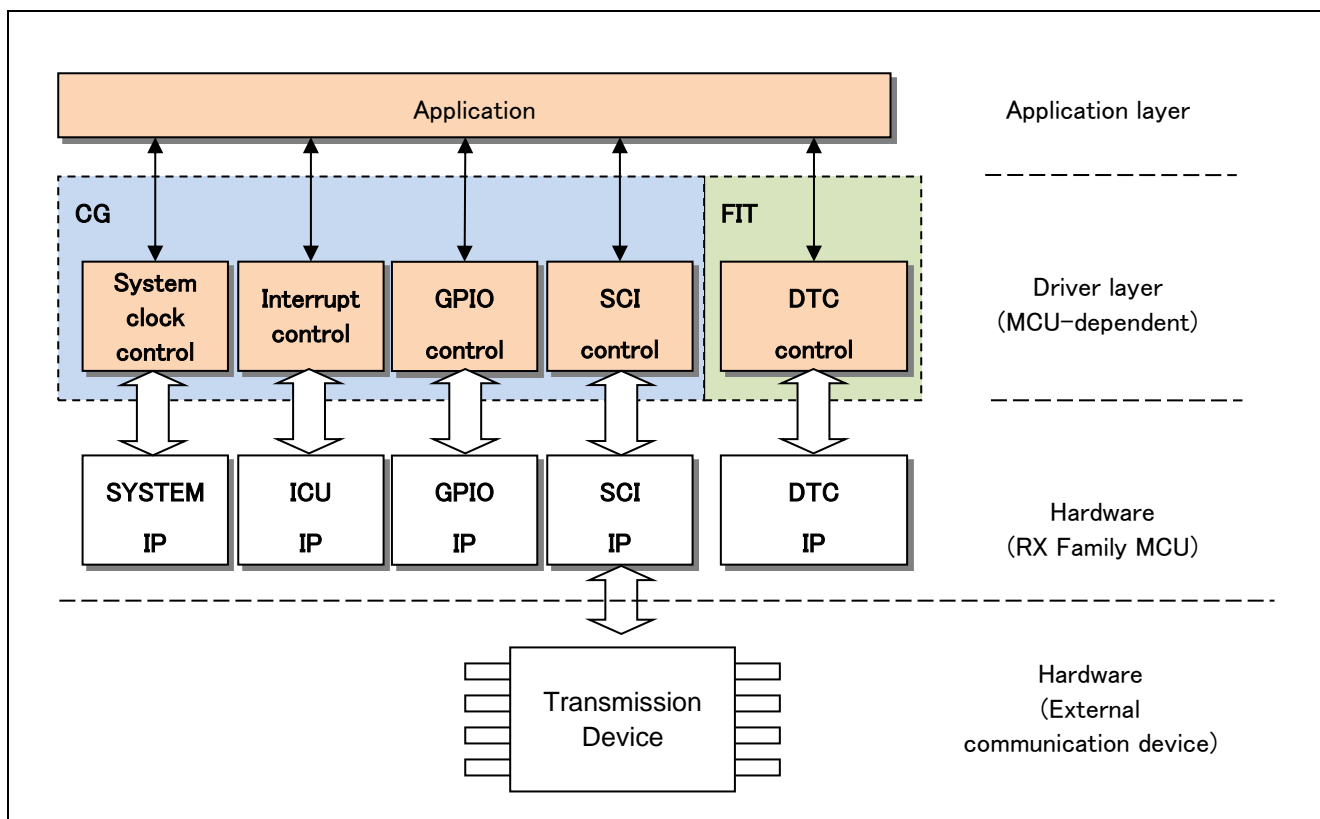 Application
Application layer
CG
FIT
System
clock
control
Interrupt
control
GPIO
control
SCI
control
DTC
control
Driver layer
(MCU-dependent)
SYSTEM
IP
ICU
IP
GPIO
IP
SCI
IP
DTC
IP
Hardware
(RX Family MCU)
Transmission
Device
Hardware
(External
communication device)